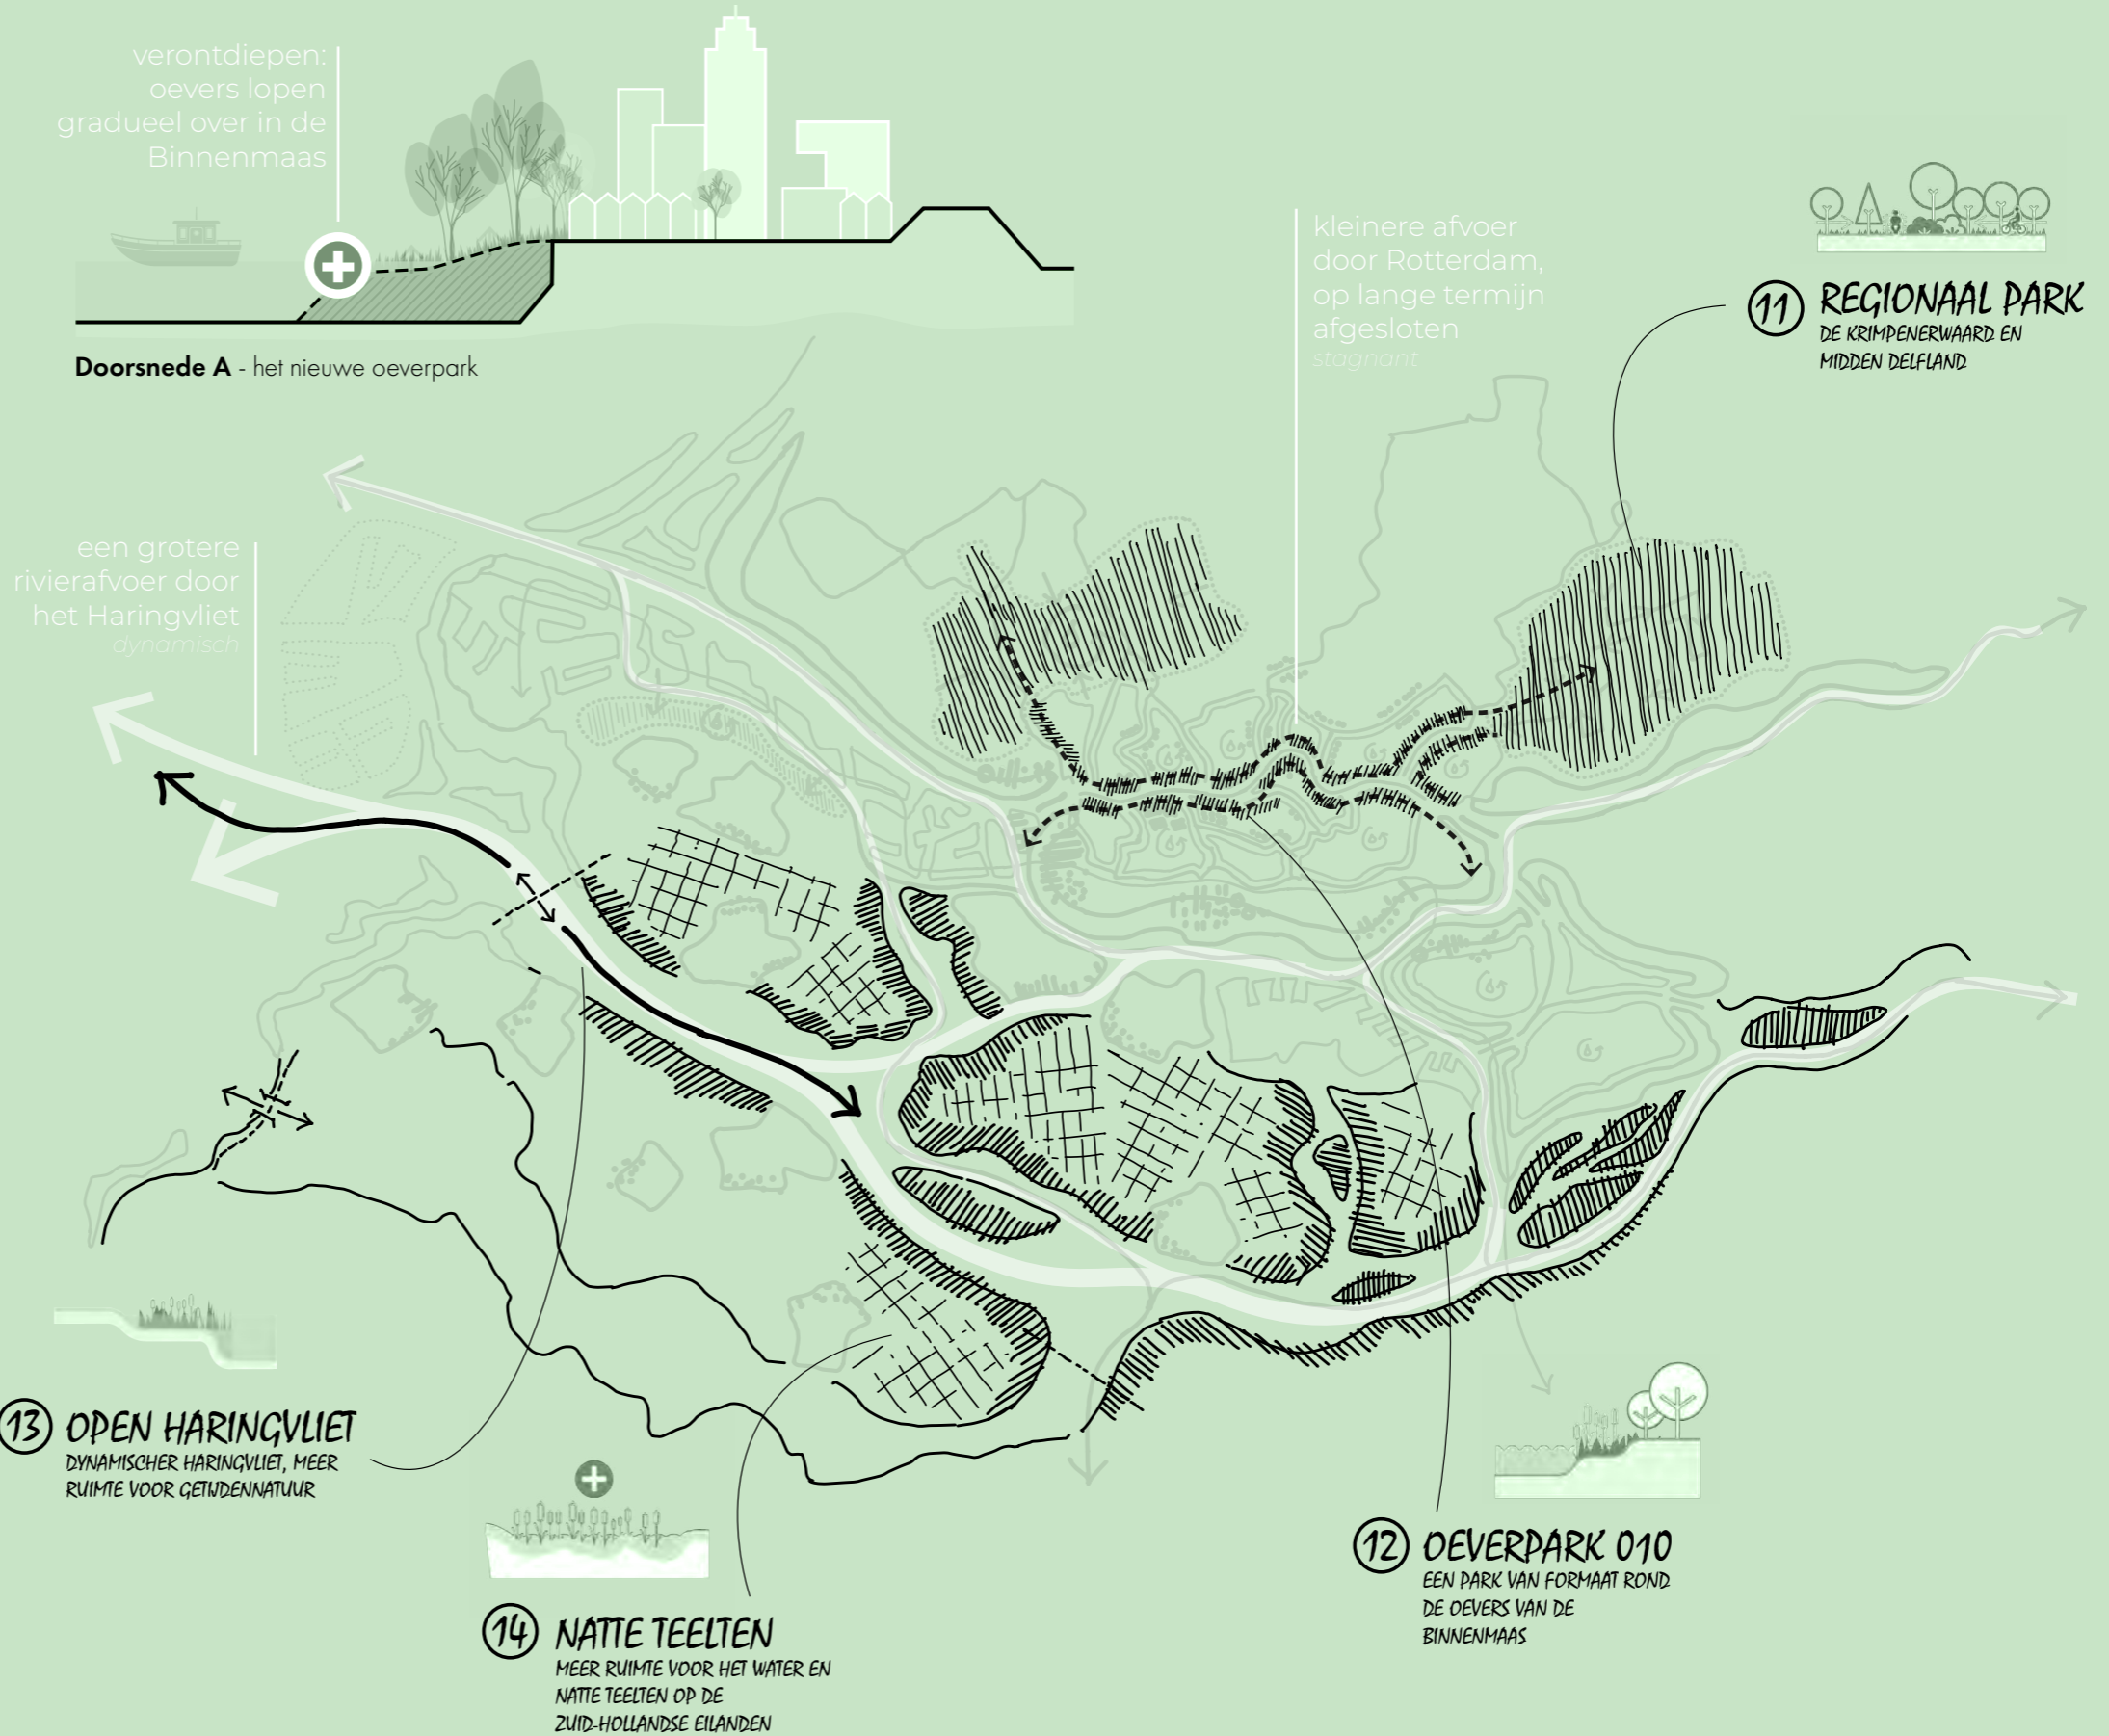 verontdiepen:
oevers lopen
gradueel over in de
Binnenmaas
Doorsnede A - het nieuwe oeverpark
kleinere afvoer
door Rotterdam,
op lange termijn
afgesloten
stagnant
11 REGIONAAL PARK
DE KRIMPENERWAARD EN
MIDDEN DELFLAND
een grotere
rivierafvoer door
het Haringvliet
dynamisch
13 OPEN HARINGVLIET
DYNAMISCHER HARINGVLIET, MEER
RUIMTE VOOR GETIJDENNATUUR
14 NATTE TEELTEN
MEER RUIMTE VOOR HET WATER EN
NATTE TEELTEN OP DE
ZUID-HOLLANDSE EILANDEN
12 OEVERPARK 010
EEN PARK VAN FORMAAT ROND
DE OEVERS VAN DE
BINNENMAAS